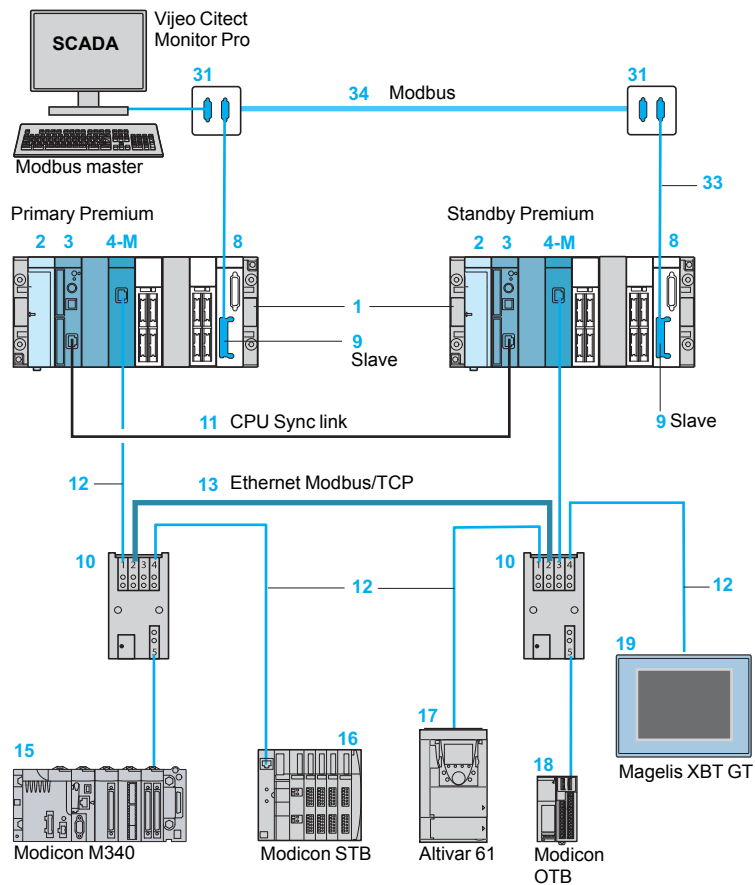 SCADA
Vijeo Citect
Monitor Pro
31
31
34 Modbus
Modbus master
33
Primary Premium
Standby Premium
2 3 4-M 8
2 3 4-M 8
1
9
Slave
9 Slave
11 CPU Sync link
12
13 Ethernet Modbus/TCP
10
1 2 3 4
5
12
10
1 2 3 4
5
12
19
15
16
17
18
Magelis XBT GT
Modicon M340
Modicon STB
Altivar 61
Modicon
OTB